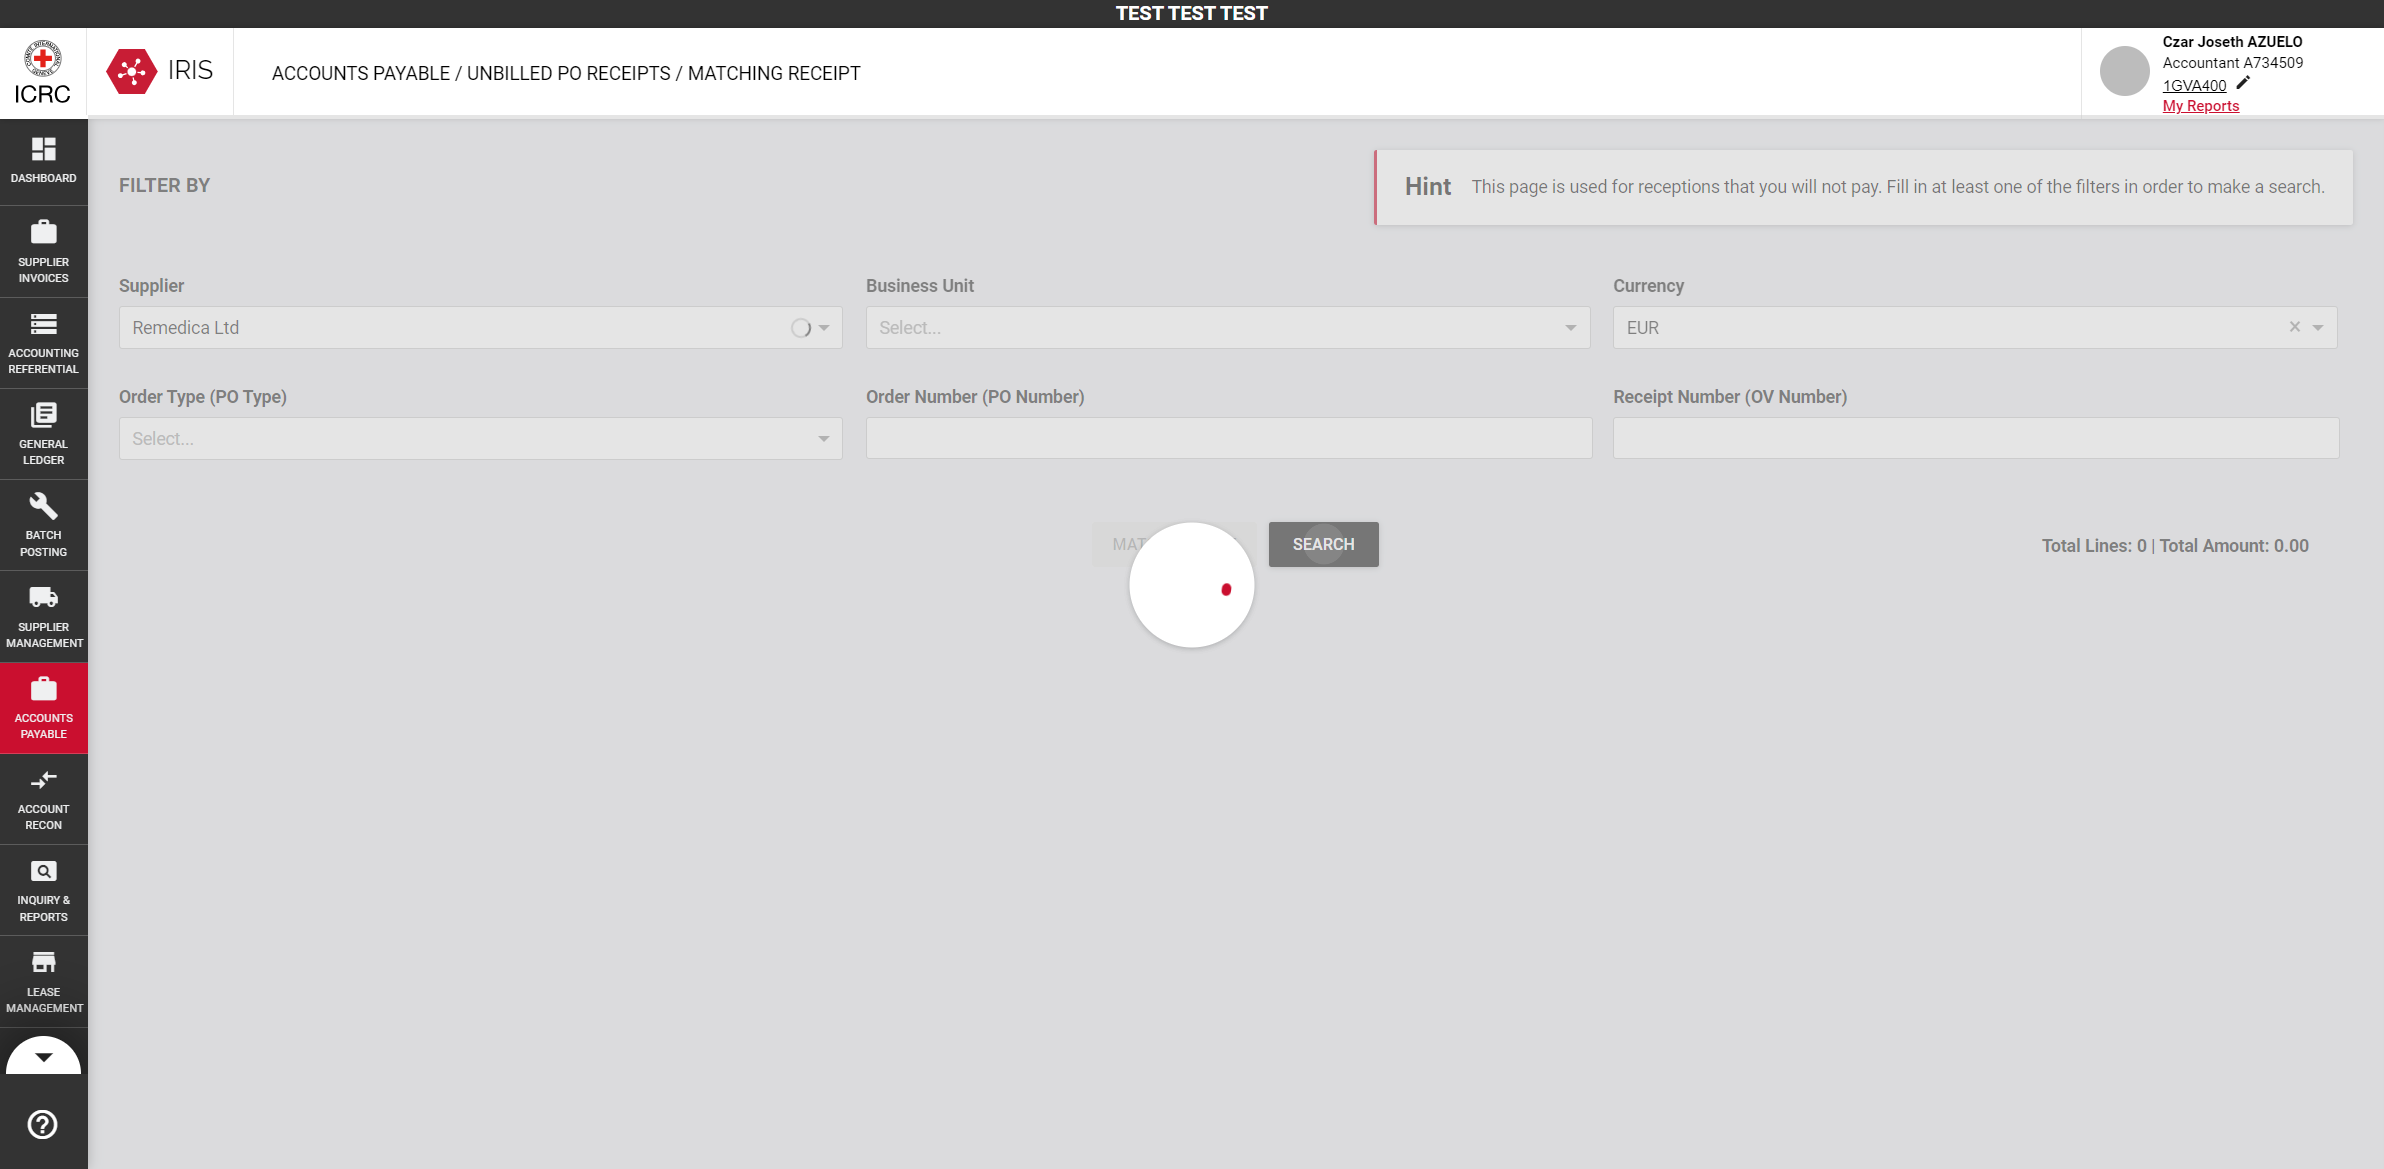 TEST TEST TEST
ICRC
IRIS
ACCOUNTS PAYABLE / UNBILLED PO RECEIPTS / MATCHING RECEIPT
Czar Joseth AZUELO
Accountant A734509
1GVA400
My Reports
DASHBOARD
SUPPLIER
INVOICES
ACCOUNTING
REFERENTIAL
GENERAL
LEDGER
BATCH
POSTING
SUPPLIER
MANAGEMENT
ACCOUNTS
PAYABLE
ACCOUNT
RECON
INQUIRY &
REPORTS
LEASE
MANAGEMENT
FILTER BY
Hint This page is used for receptions that you will not pay. Fill in at least one of the filters in order to make a search.
Supplier
Remedica Ltd
Business Unit
Select...
Currency
EUR
Order Type (PO Type)
Select...
Order Number (PO Number)
Receipt Number (OV Number)
SEARCH
Total Lines: 0 | Total Amount: 0.00